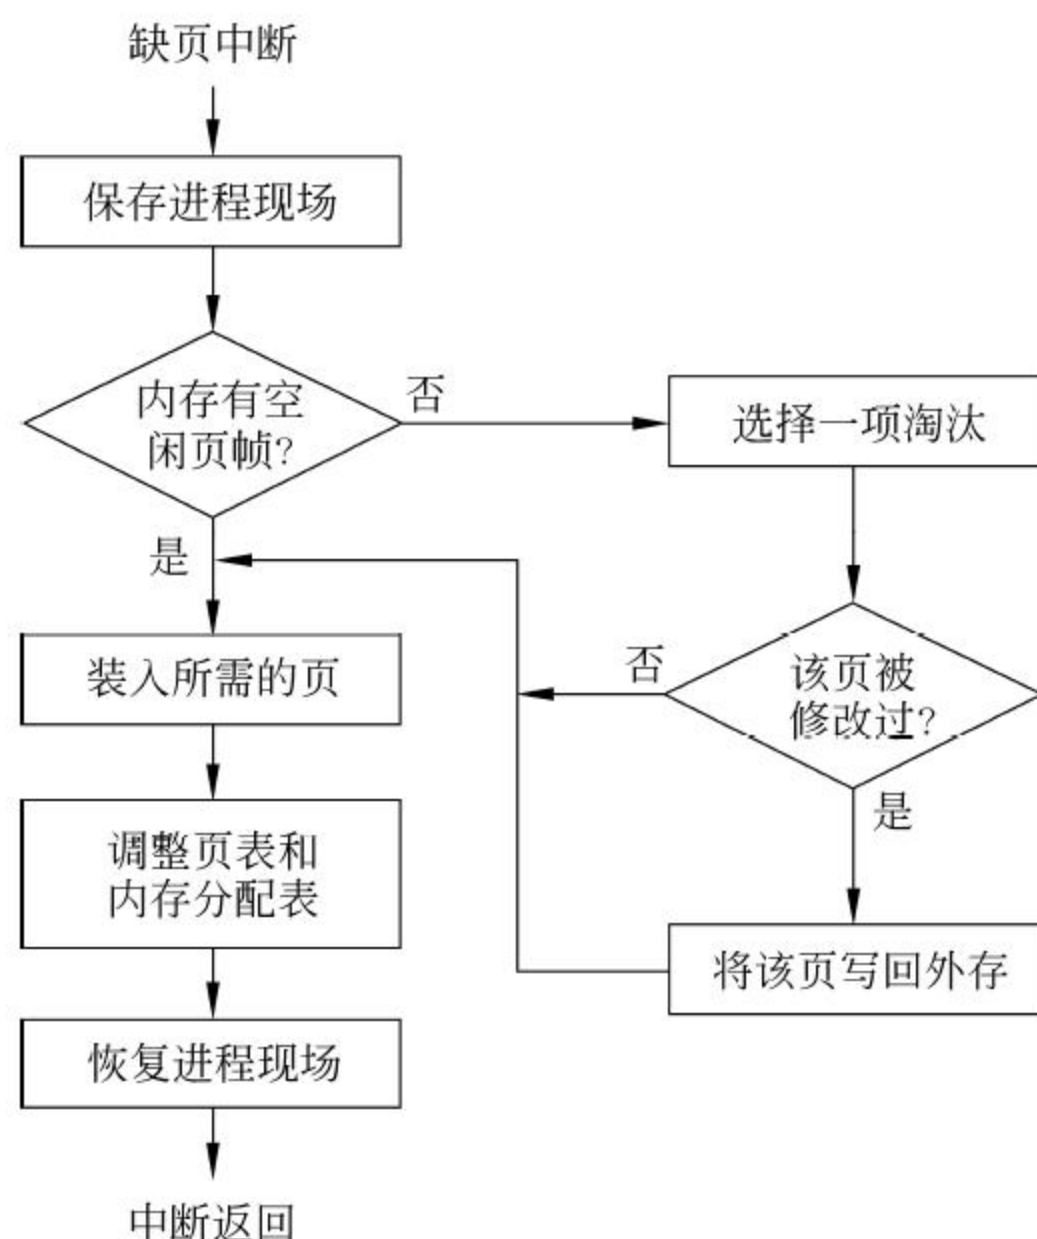 缺页中断
保存进程现场
内存有空
闲页帧?
否
选择一项淘汰
是
装入所需的页
否
该页被
修改过?
是
调整页表和
内存分配表
将该页写回外存
恢复进程现场
中断返回